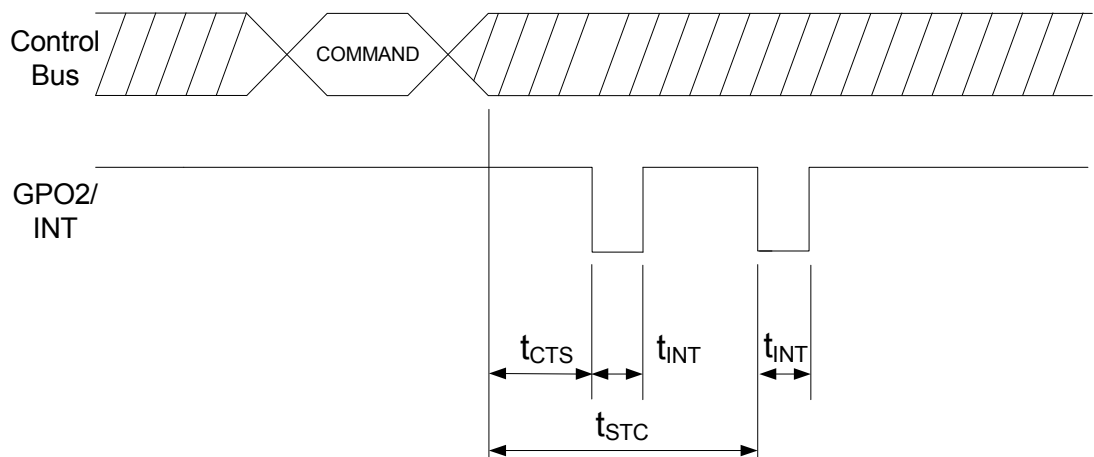 Control
Bus
COMMAND
GPO2/
INT
tCTS
tINT
tINT
tSTC